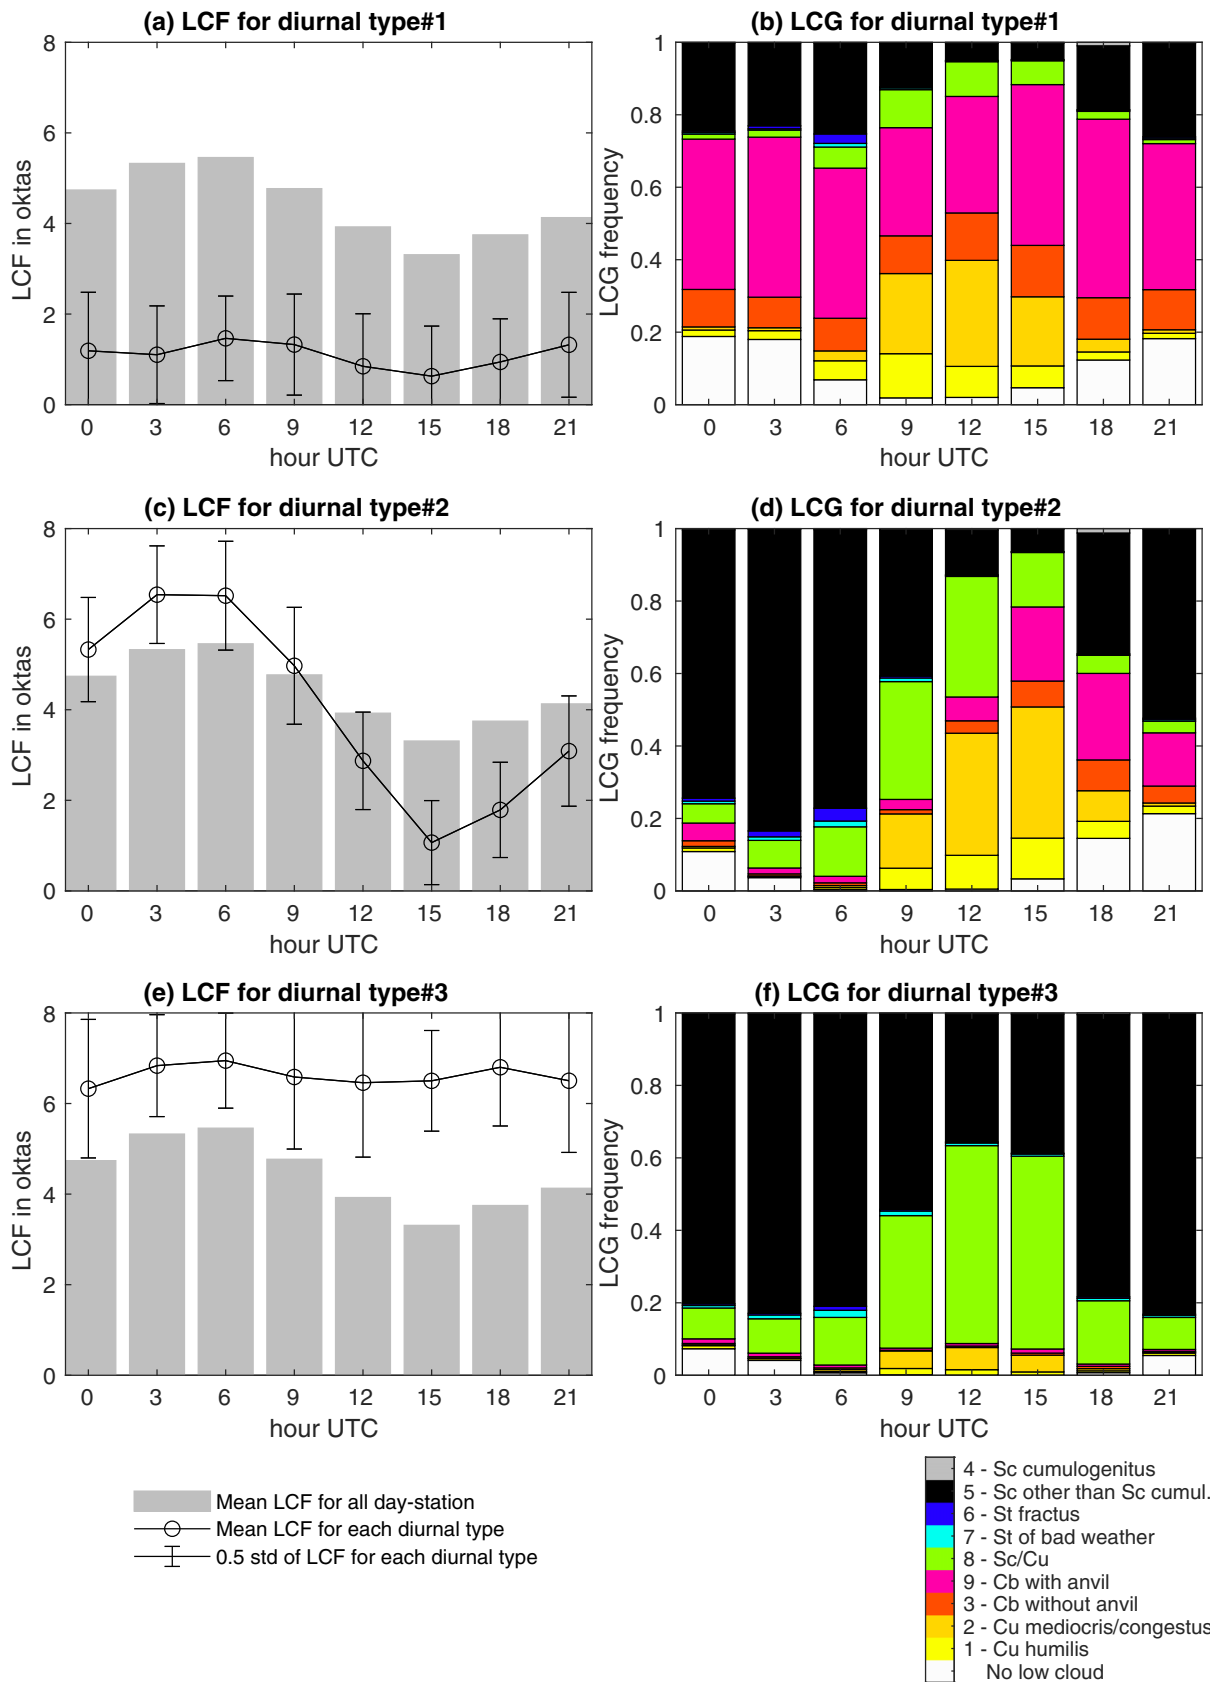 (a) LCF for diurnal type#1
(b) LCG for diurnal type#1
8
6
4
2
0
LCF in oktas
0 3 6 9 12 15 18 21
hour UTC
1
0.8
0.6
0.4
0.2
0
LCG frequency
0 3 6 9 12 15 18 21
hour UTC
(c) LCF for diurnal type#2
(d) LCG for diurnal type#2
8
6
4
2
0
LCF in oktas
0 3 6 9 12 15 18 21
hour UTC
1
0.8
0.6
0.4
0.2
0
LCG frequency
0 3 6 9 12 15 18 21
hour UTC
(e) LCF for diurnal type#3
(f) LCG for diurnal type#3
8
6
4
2
0
LCF in oktas
0 3 6 9 12 15 18 21
hour UTC
1
0.8
0.6
0.4
0.2
0
LCG frequency
0 3 6 9 12 15 18 21
hour UTC
Mean LCF for all day-station
Mean LCF for each diurnal type
0.5 std of LCF for each diurnal type
4 - Sc cumulogenitus
5 - Sc other than Sc cumul.
6 - St fractus
7 - St of bad weather
8 - Sc/Cu
9 - Cb with anvil
3 - Cb without anvil
2 - Cu mediocris/congestus
1 - Cu humilis
No low cloud